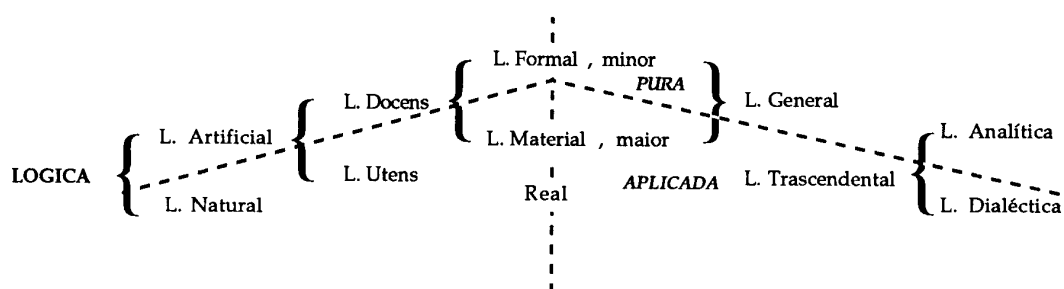 LOGICA
L. Artificial
L. Natural
L. Docens
L. Utens
L. Formal , minor
L. Material , maior
Real
PURA
APLICADA
L. General
L. Trascendental
L. Analítica
L. Dialéctica